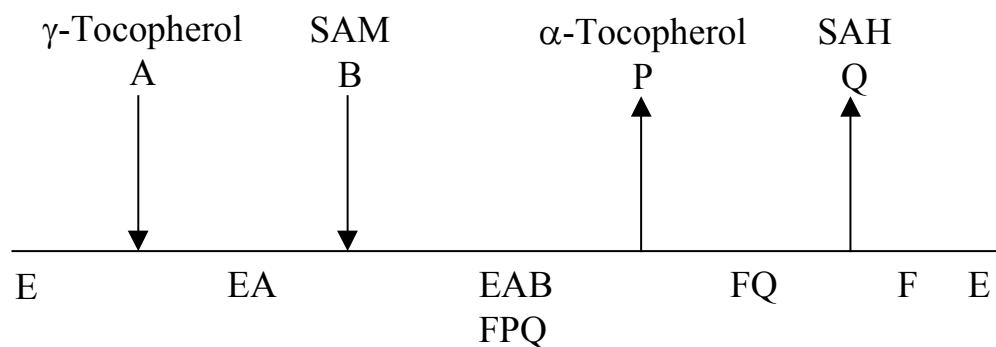 γ-Tocopherol SAM α-Tocopherol SAH
A B P Q
E EA EAB FQ F E
FPQ